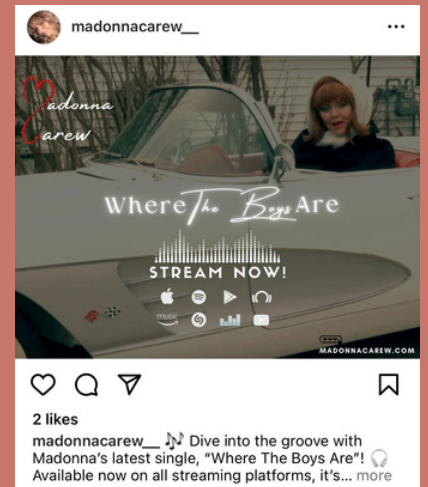 madonnacarew__
Madonna
Carew
Where The Boys Are
STREAM NOW!
music
MADONNACAREW.COM
2 likes
madonnacarew__ 🎶 Dive into the groove with
Madonna's latest single, "Where The Boys Are"! 🎧
Available now on all streaming platforms, it's... more